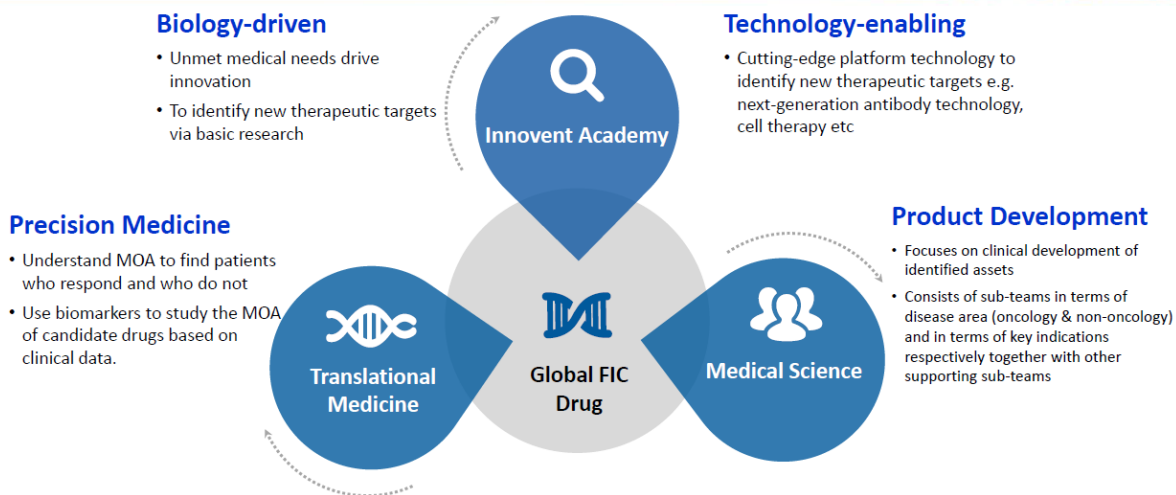 Biology-driven
• Unmet medical needs drive
innovation
• To identify new therapeutic targets
via basic research
Technology-enabling
• Cutting-edge platform technology to
identify new therapeutic targets e.g.
next-generation antibody technology,
cell therapy etc
Innovent Academy
Precision Medicine
• Understand MOA to find patients
who respond and who do not
• Use biomarkers to study the MOA
of candidate drugs based on
clinical data.
Translational
Medicine
Global FIC
Drug
Medical Science
Product Development
• Focuses on clinical development of
identified assets
• Consists of sub-teams in terms of
disease area (oncology & non-oncology)
and in terms of key indications
respectively together with other
supporting sub-teams